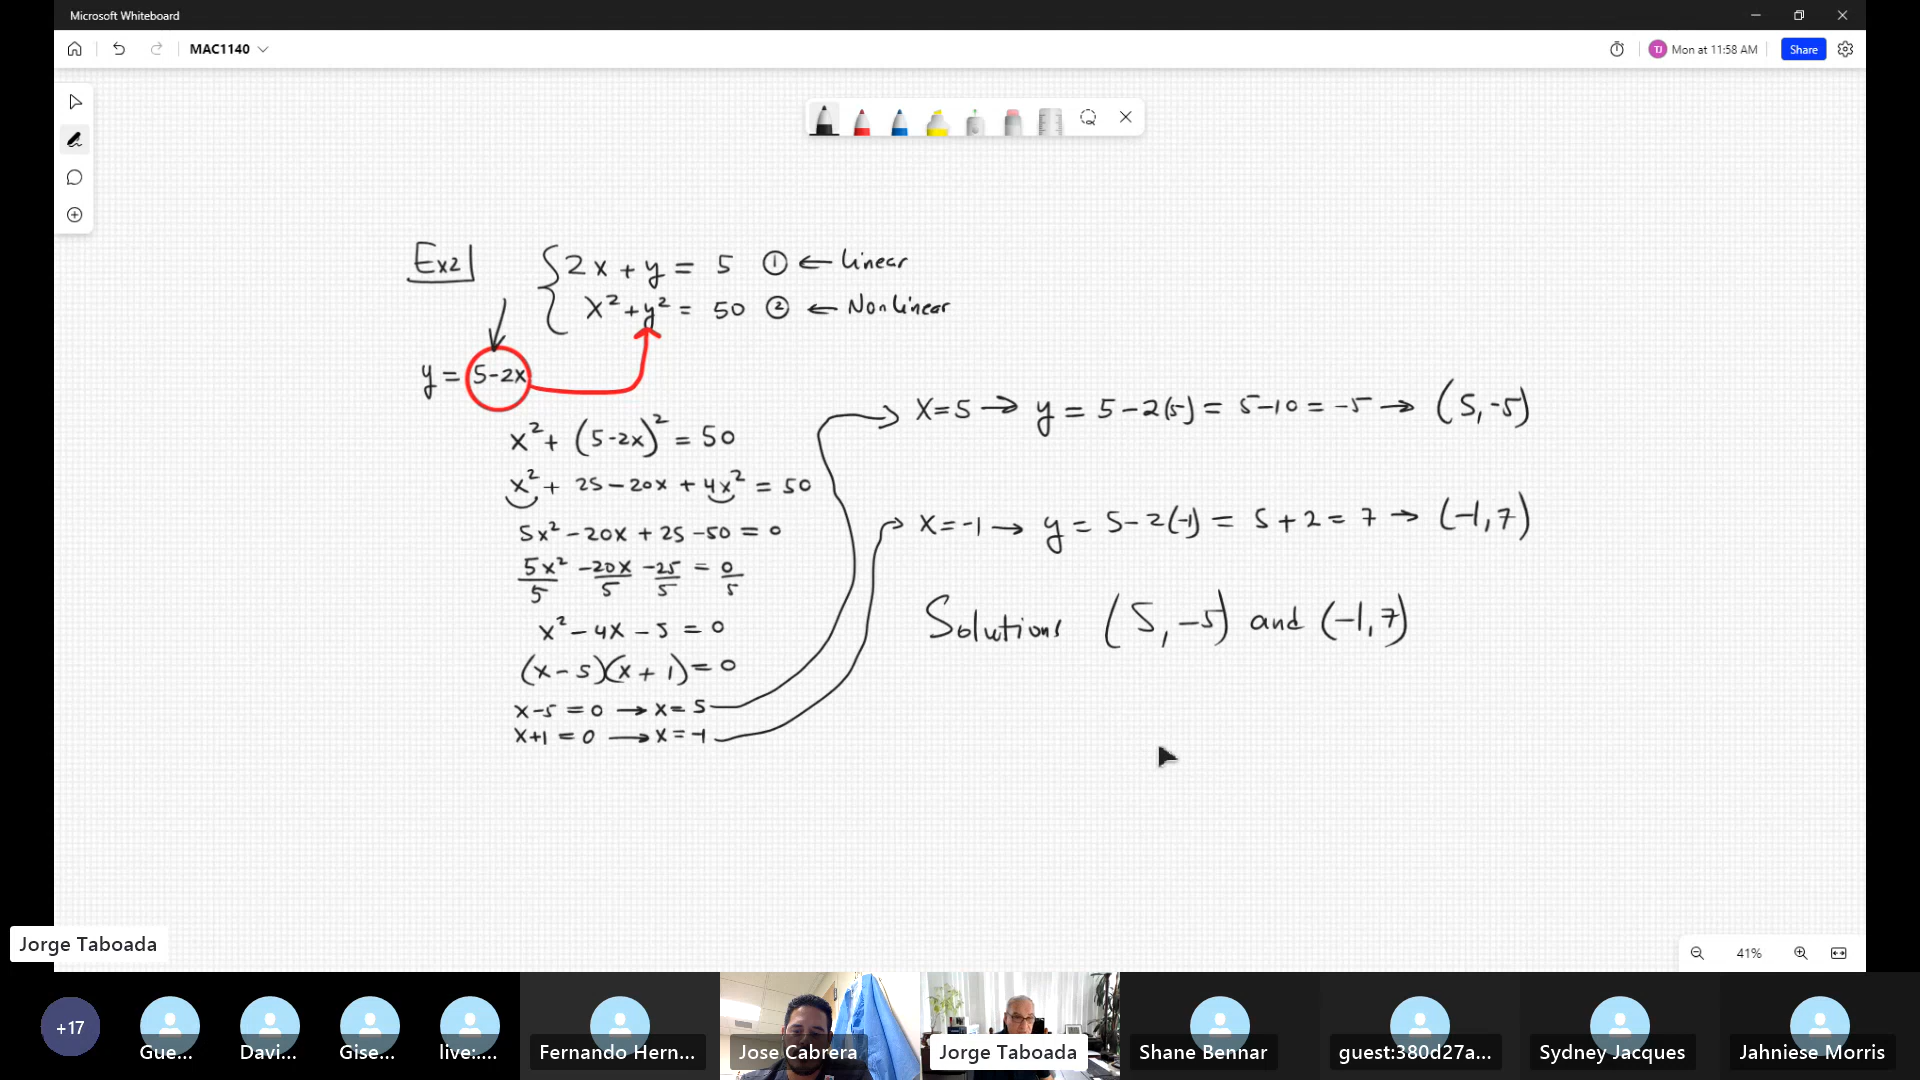 Microsoft Whiteboard
MAC1140
TJ Mon at 11:58 AM Share
Ex2
2x + y = 5 ① ← Linear
x² + y² = 50 ② ← Nonlinear
y = 5-2x
x² + (5-2x)² = 50
x² + 25 - 20x + 4x² = 50
5x² - 20x + 25 - 50 = 0
5x²/5 -20x/5 -25/5 = 0/5
x² - 4x - 5 = 0
(x - 5)(x + 1) = 0
x-5 = 0 → x = 5
x+1 = 0 → x = -1
x=5 → y = 5-2(5) = 5-10 = -5 → (5,-5)
x=-1 → y = 5-2(-1) = 5+2 = 7 → (-1,7)
Solutions (5,-5) and (-1,7)
41%
Jorge Taboada
+17
Gue...
Davi...
Gise...
live:....
Fernando Hern...
Jose Cabrera
Jorge Taboada
Shane Bennar
guest:380d27a...
Sydney Jacques
Jahniese Morris